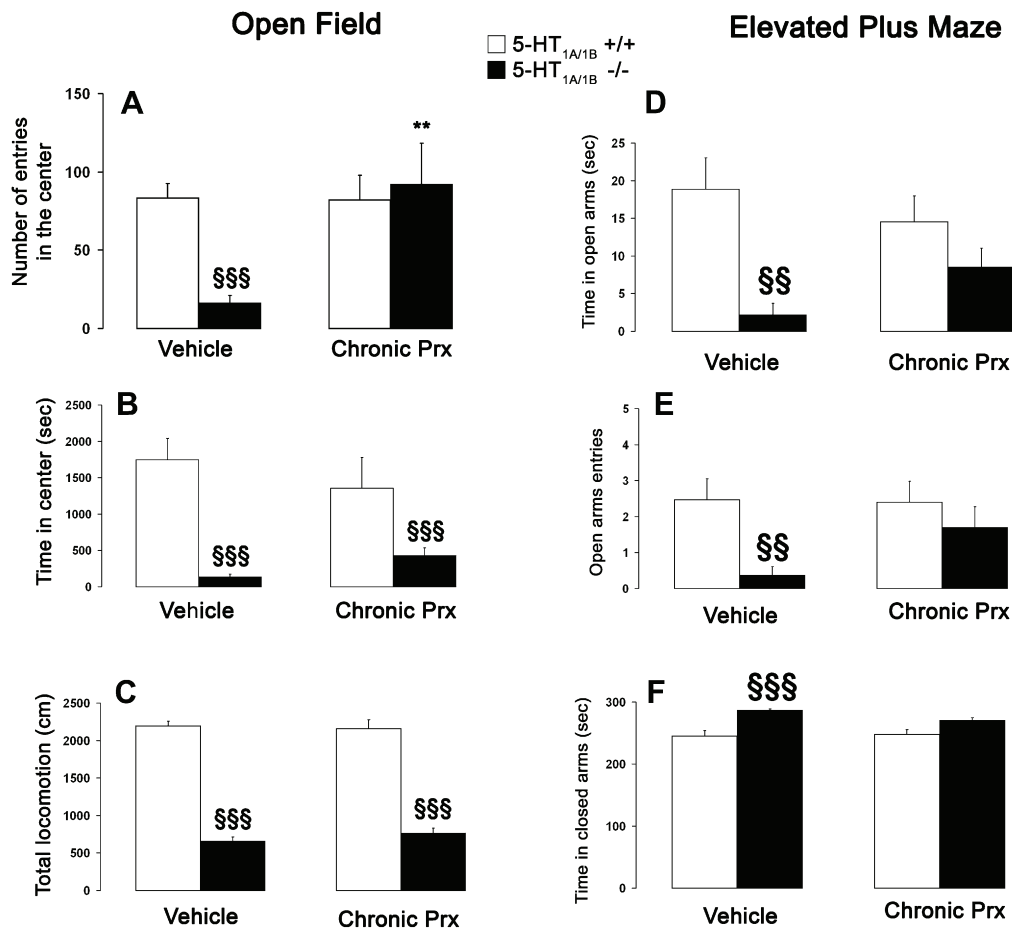 Open Field
Elevated Plus Maze
5-HT1A/1B +/+
5-HT1A/1B -/-
A
Number of entries
in the center
150
100
50
0
**
§§§
Vehicle
Chronic Prx
B
Time in center (sec)
2500
2000
1500
1000
500
0
§§§
§§§
Vehicle
Chronic Prx
C
Total locomotion (cm)
2500
2000
1000
500
0
§§§
§§§
Vehicle
Chronic Prx
D
Time in open arms (sec)
25
20
15
10
5
0
§§
Vehicle
Chronic Prx
E
Open arms entries
5
4
3
2
1
0
§§
Vehicle
Chronic Prx
F
Time in closed arms (sec)
300
200
100
0
§§§
Vehicle
Chronic Prx